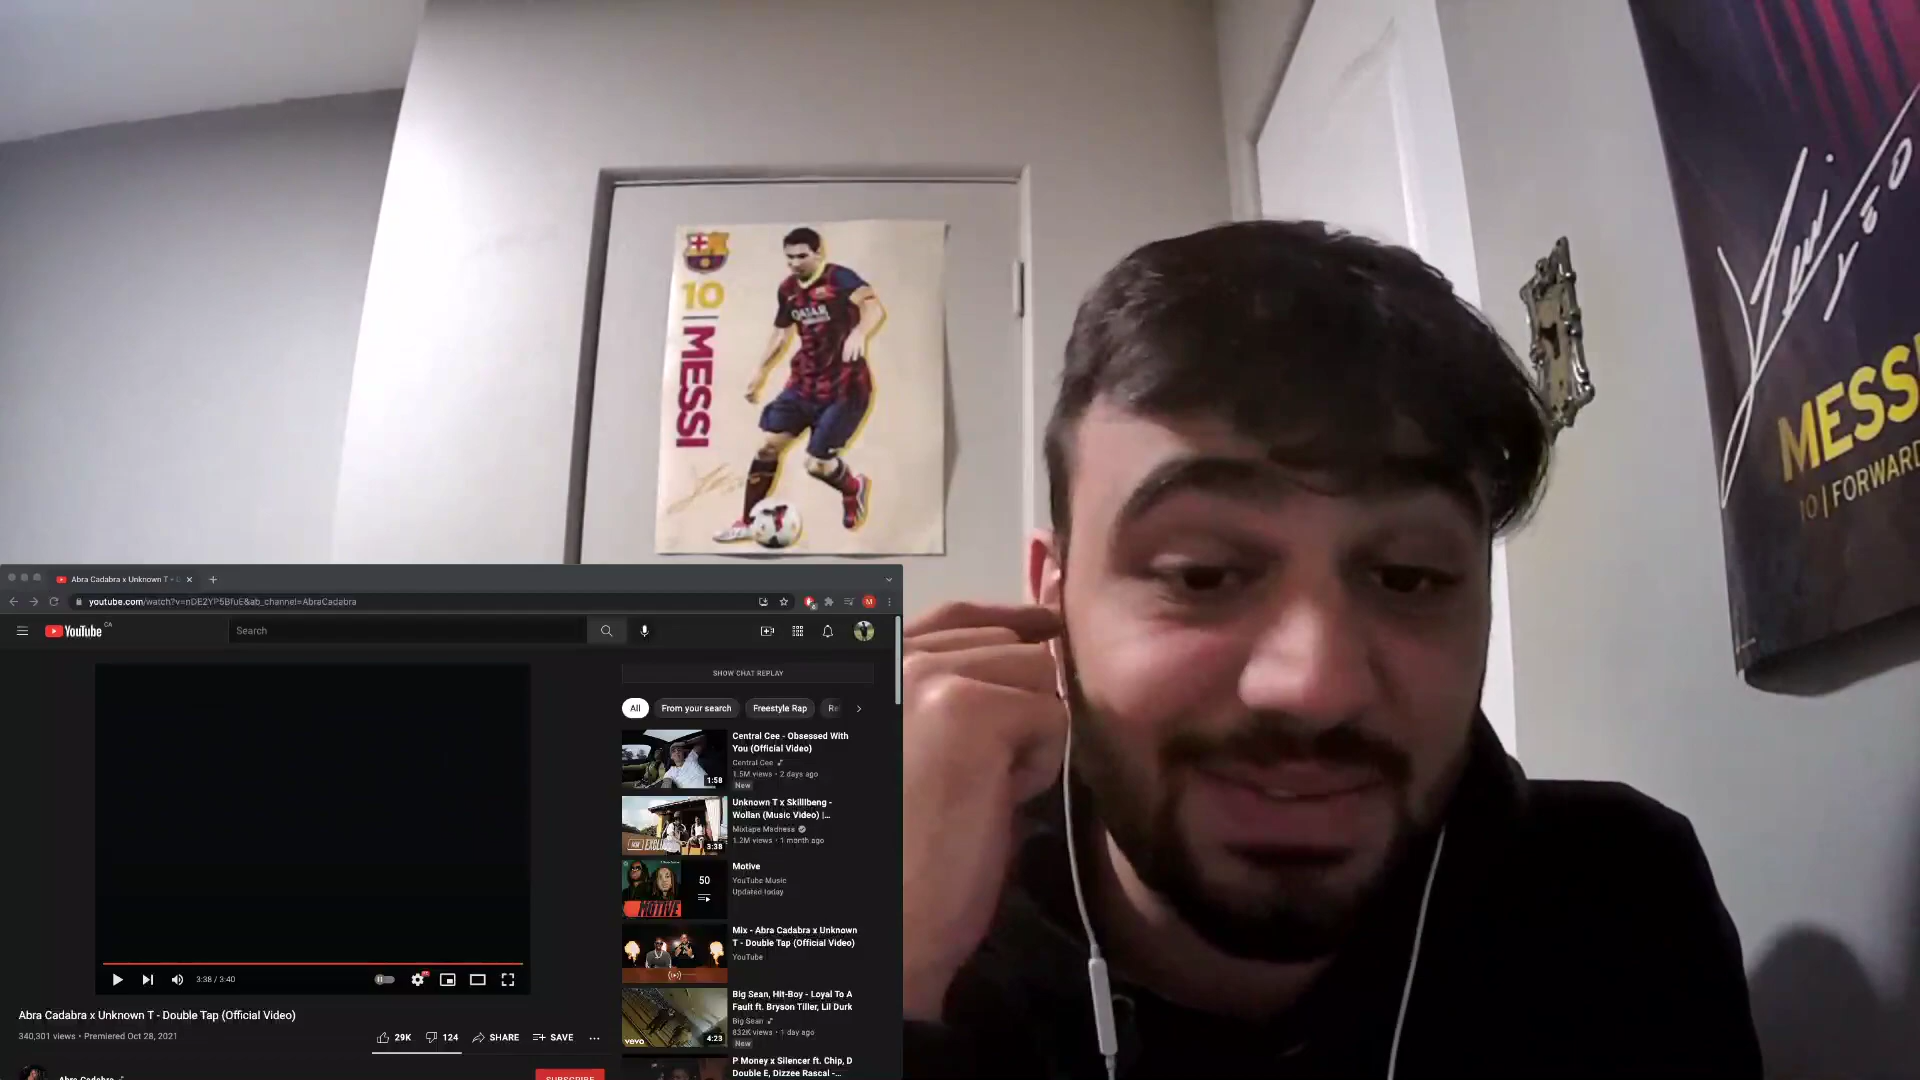 10
MESSI
QATAR
MESSI
10 | FORWARD
Abra Cadabra x Unknown T - D
youtube.com/watch?v=nDE2YP5BfuE&ab_channel=AbraCadabra
M
YouTube CA
Search
SHOW CHAT REPLAY
All
From your search
Freestyle Rap
Re
Central Cee - Obsessed With
You (Official Video)
Central Cee
1.5M views • 2 days ago
New
1:58
Unknown T x Skillibeng -
Wollan (Music Video) |...
Mixtape Madness
1.2M views • 1 month ago
3:38
Motive
YouTube Music
Updated today
50
MOTIVE
Mix - Abra Cadabra x Unknown
T - Double Tap (Official Video)
YouTube
Big Sean, Hit-Boy - Loyal To A
Fault ft. Bryson Tiller, Lil Durk
Big Sean
832K views • 1 day ago
New
vevo
4:23
P Money x Silencer ft. Chip, D
Double E, Dizzee Rascal -...
3:38 / 3:40
Abra Cadabra x Unknown T - Double Tap (Official Video)
340,301 views • Premiered Oct 28, 2021
29K
124
SHARE
SAVE
Abra Cadabra
SUBSCRIBE